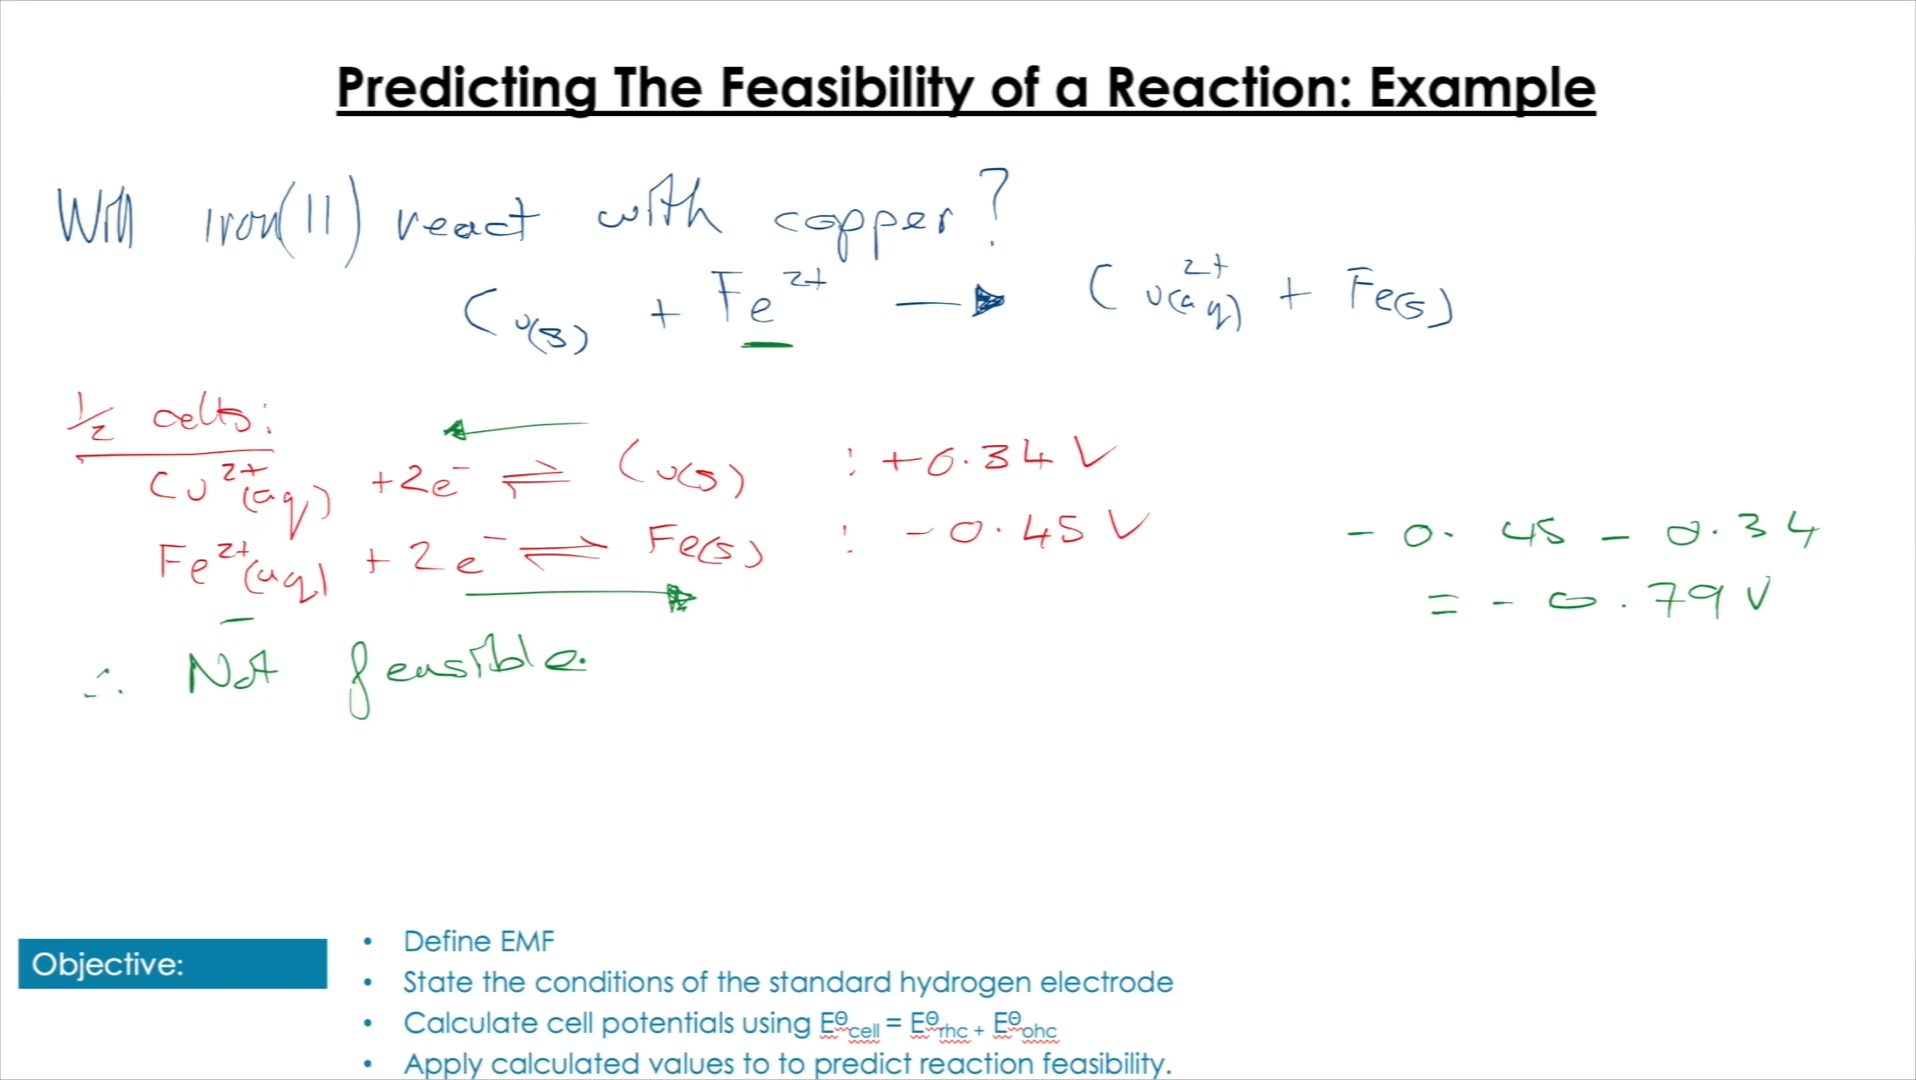 Predicting The Feasibility of a Reaction: Example
Will iron(II) react with copper?
Cu(s) + Fe²⁺ → Cu²⁺(aq) + Fe(s)
½ cells:
Cu²⁺(aq) +2e⁻ ⇌ Cu(s) : +0.34 V
Fe²⁺(aq) + 2e⁻ ⇌ Fe(s) : -0.45 V
- 0.45 - 0.34
= - 0.79 V
∴ Not feasible.
Objective:
• Define EMF
• State the conditions of the standard hydrogen electrode
• Calculate cell potentials using E^θ_cell = E^θ_rhc + E^θ_ohc
• Apply calculated values to to predict reaction feasibility.